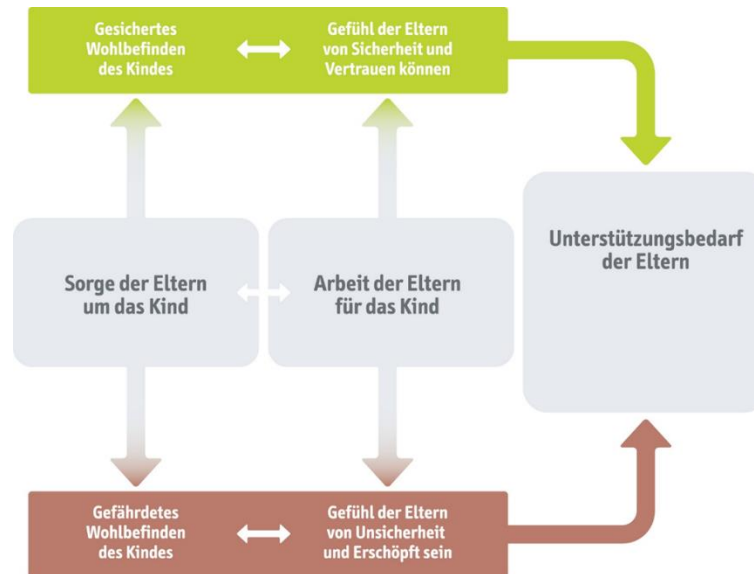 Gesichertes
Wohlbefinden
des Kindes
Gefühl der Eltern
von Sicherheit und
Vertrauen können
Sorge der Eltern
um das Kind
Arbeit der Eltern
für das Kind
Unterstützungsbedarf
der Eltern
Gefährdetes
Wohlbefinden
des Kindes
Gefühl der Eltern
von Unsicherheit
und Erschöpft sein